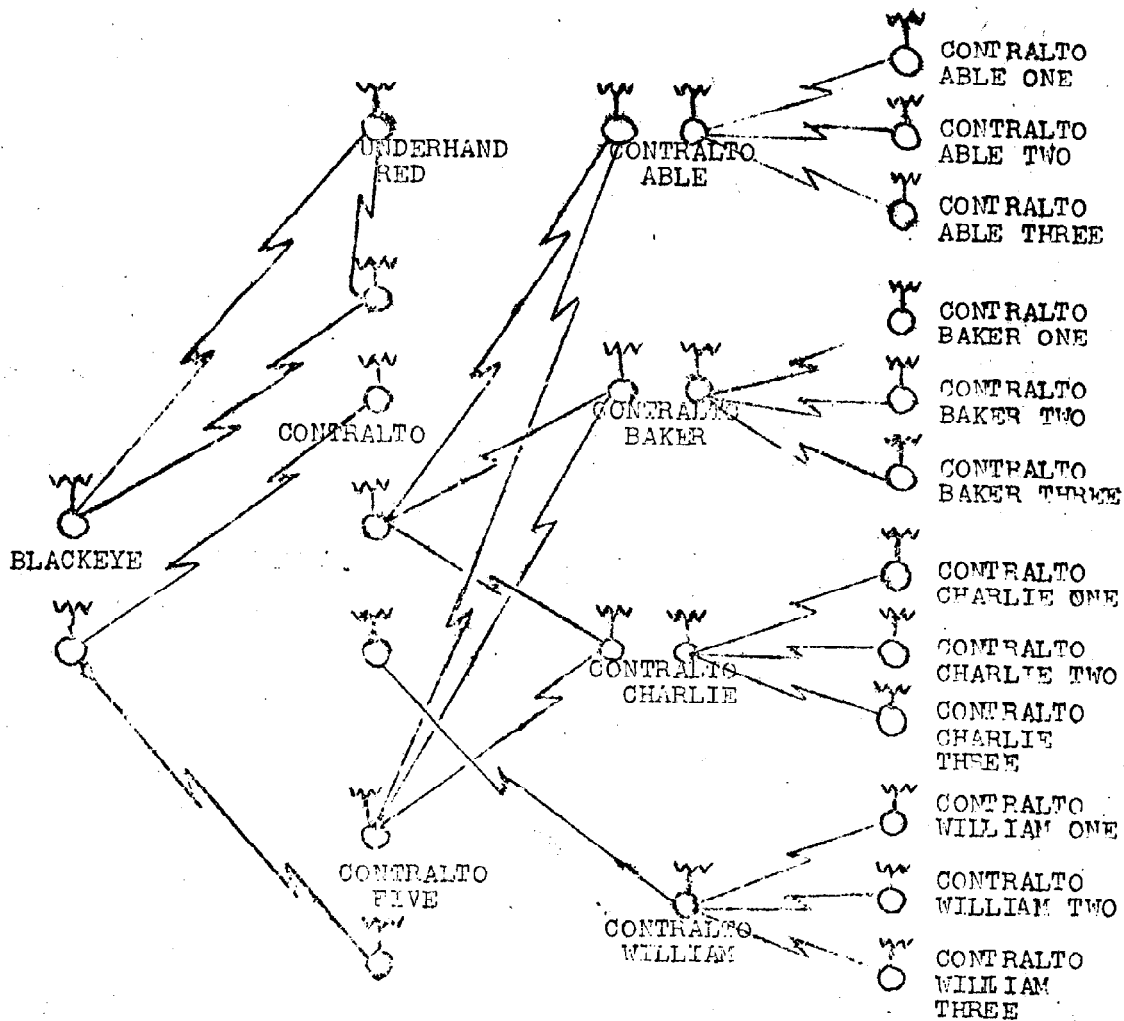 CONTRALTO
ABLE ONE
UNDERHAND
RED
CONTRALTO
ABLE
CONTRALTO
ABLE TWO
CONTRALTO
ABLE THREE
CONTRALTO
BAKER ONE
CONTRALTO
CONTRALTO
BAKER
CONTRALTO
BAKER TWO
CONTRALTO
BAKER THREE
BLACKEYE
CONTRALTO
CHARLIE ONE
CONTRALTO
CHARLIE
CONTRALTO
CHARLIE TWO
CONTRALTO
CHARLIE
THREE
CONTRALTO
FIVE
CONTRALTO
WILLIAM ONE
CONTRALTO
WILLIAM
CONTRALTO
WILLIAM TWO
CONTRALTO
WILLIAM
THREE